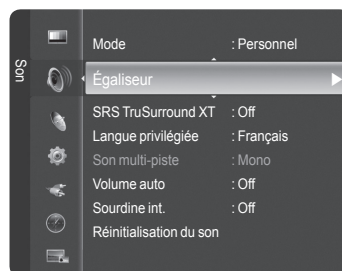 Son
Mode : Personnel
Égaliseur
SRS TruSurround XT : Off
Langue privilégiée : Français
Son multi-piste : Mono
Volume auto : Off
Sourdine int. : Off
Réinitialisation du son